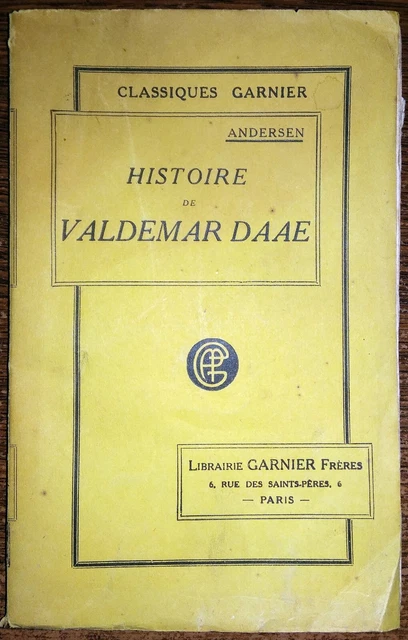 CLASSIQUES GARNIER
ANDERSEN
HISTOIRE
DE
VALDEMAR DAAE
LIBRAIRIE GARNIER FRÈRES
6, RUE DES SAINTS-PÈRES, 6
— PARIS —